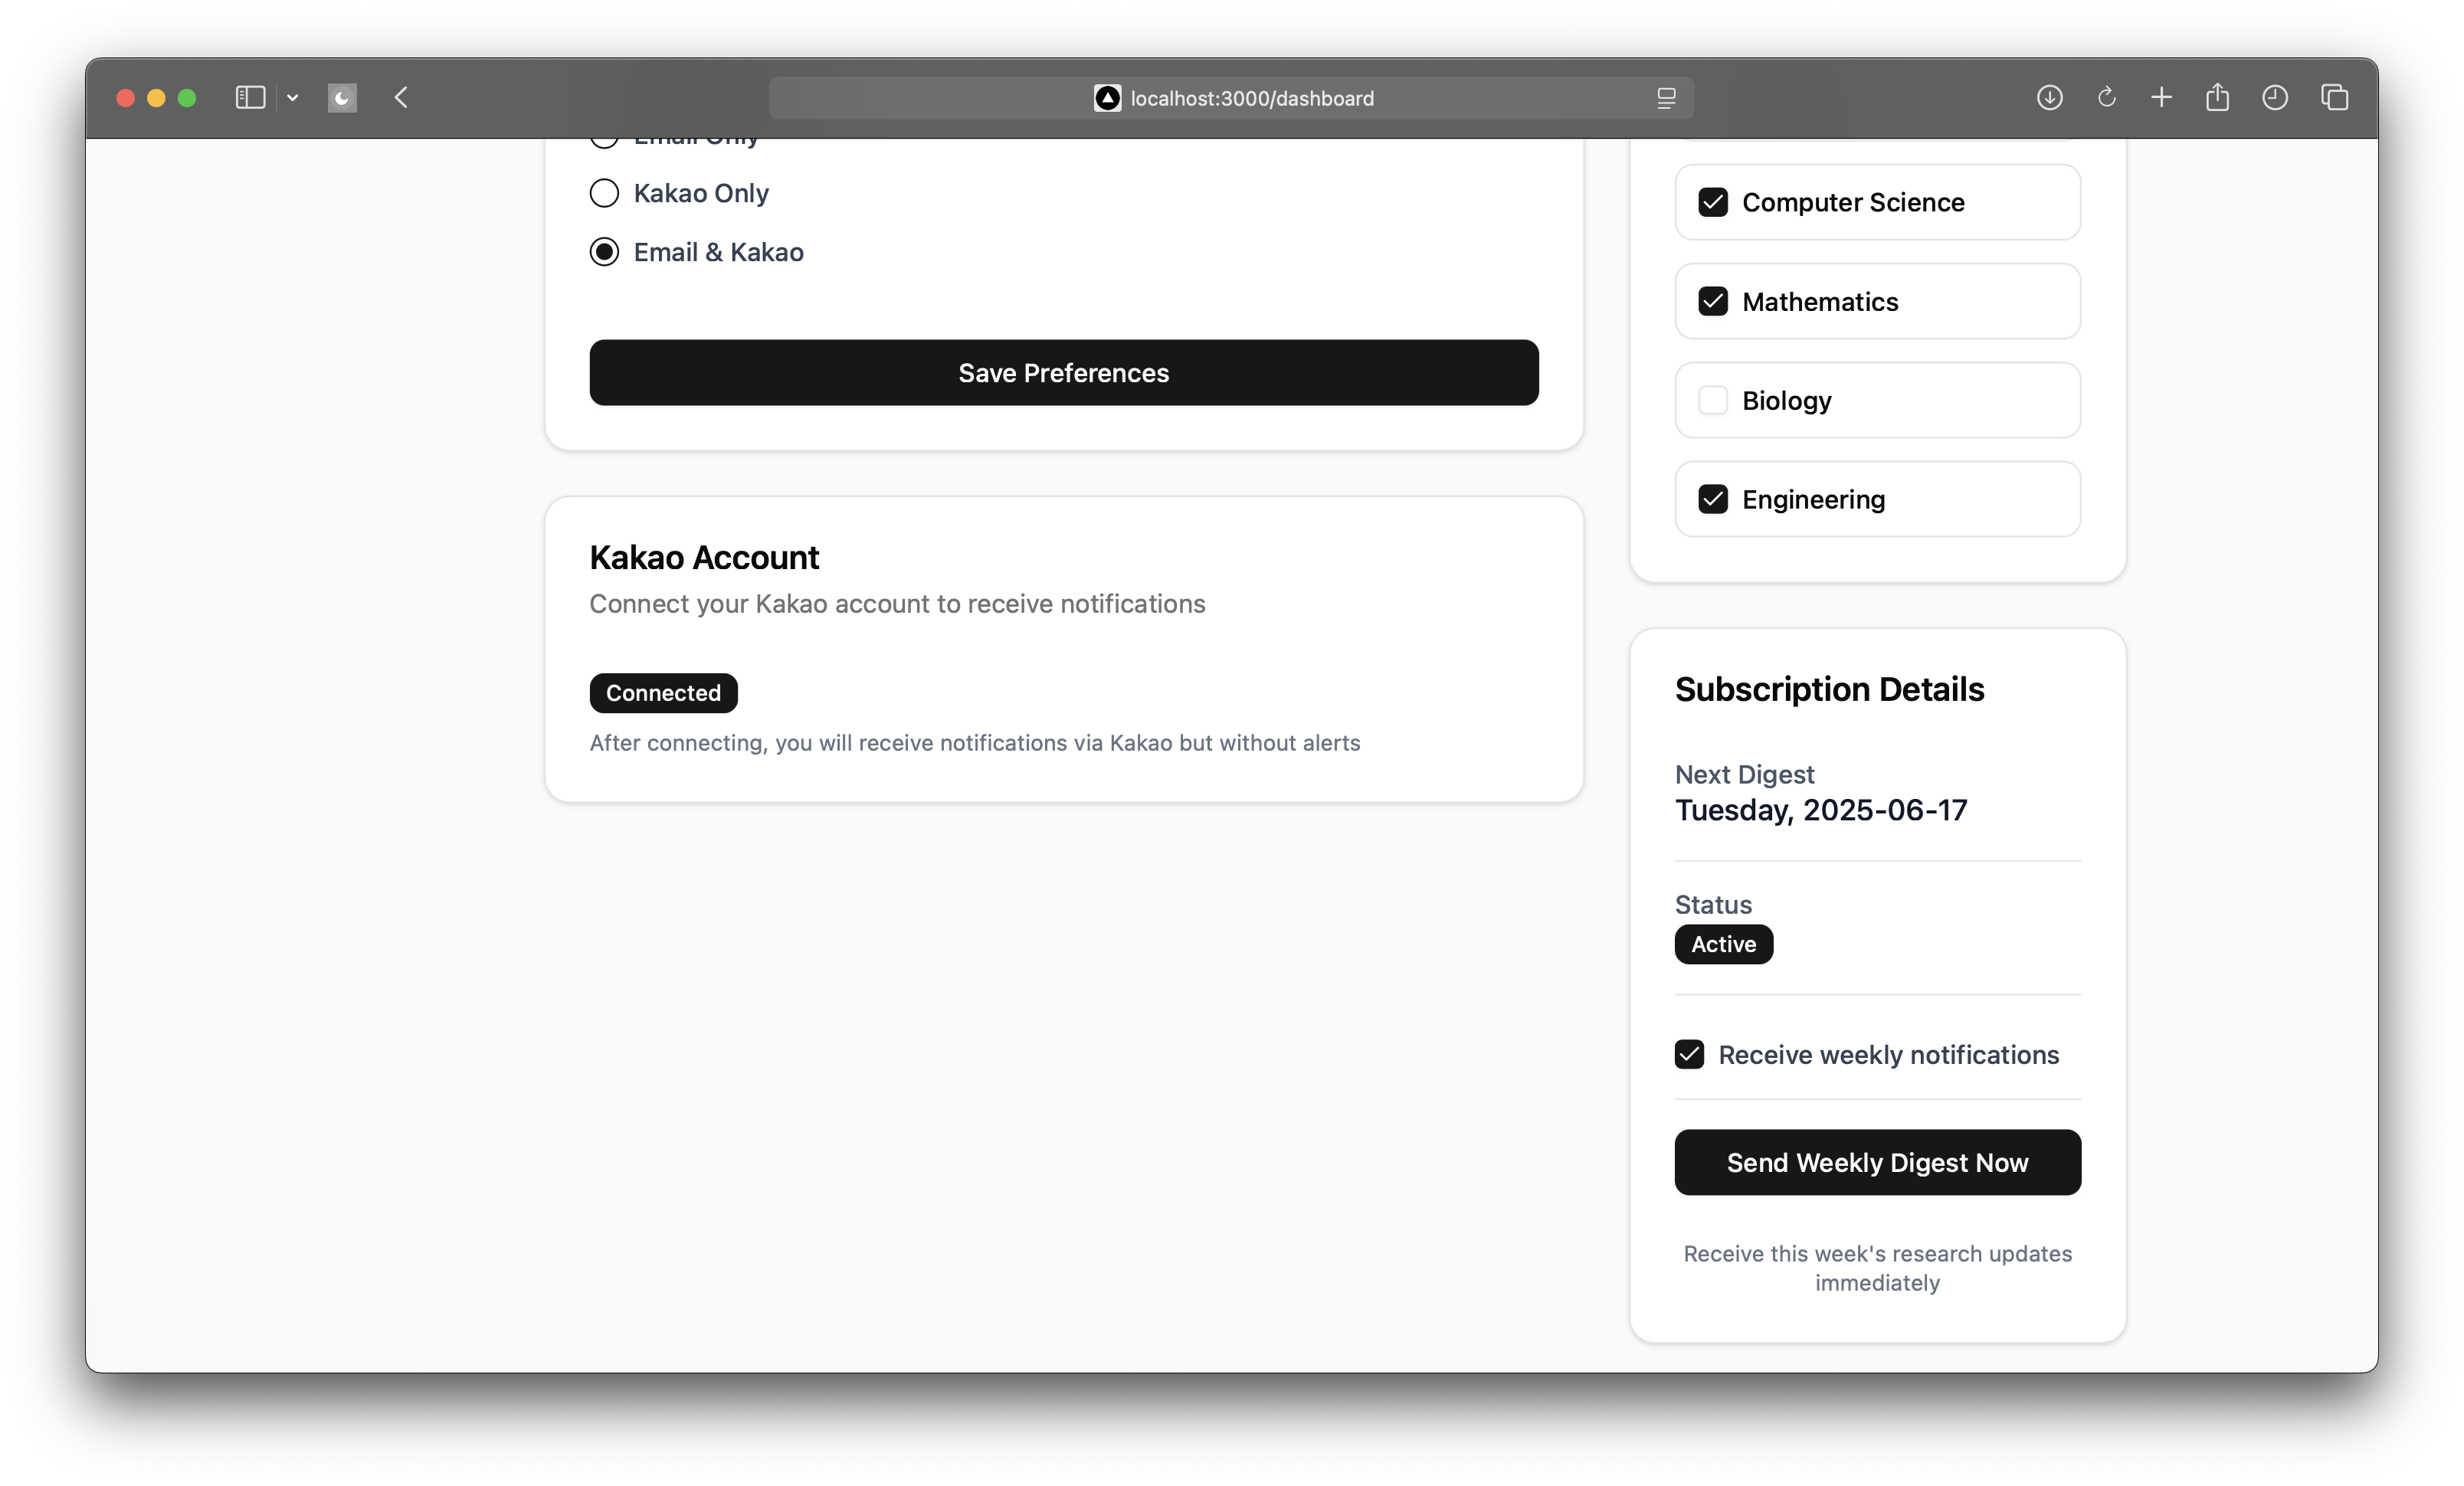 localhost:3000/dashboard
Email Only
Kakao Only
Email & Kakao
Save Preferences
Kakao Account
Connect your Kakao account to receive notifications
Connected
After connecting, you will receive notifications via Kakao but without alerts
Computer Science
Mathematics
Biology
Engineering
Subscription Details
Next Digest
Tuesday, 2025-06-17
Status
Active
Receive weekly notifications
Send Weekly Digest Now
Receive this week's research updates
immediately